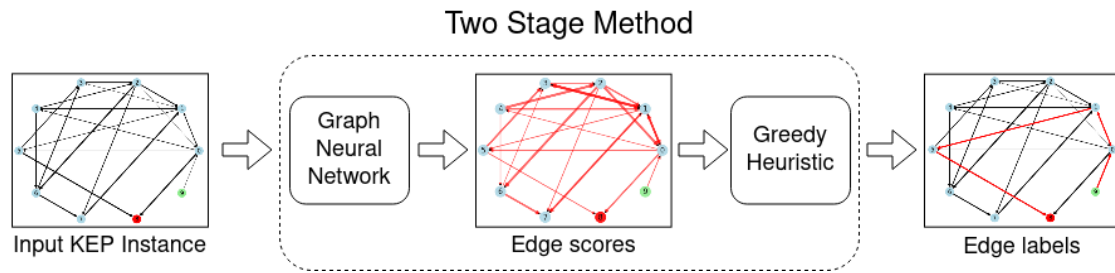 Two Stage Method
Graph
Neural
Network
Greedy
Heuristic
Input KEP Instance
Edge scores
Edge labels